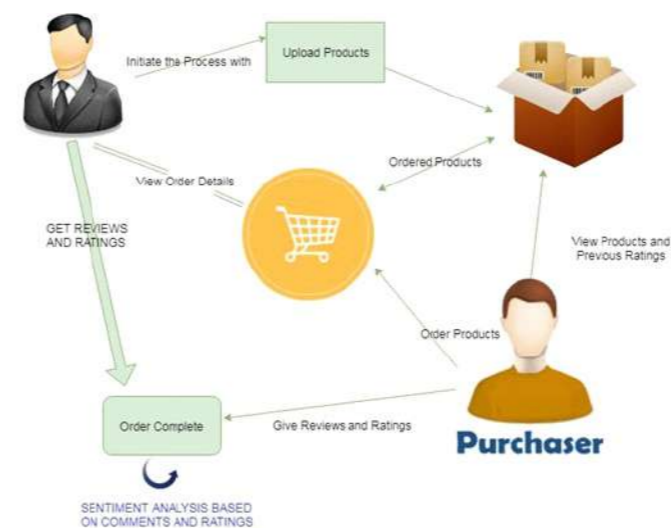 Upload Products
Initiate the Process with
Ordered Products
View Order Details
GET REVIEWS
AND RATINGS
View Products and
Prevous Ratings
Order Products
Order Complete
Give Reviews and Ratings
Purchaser
SENTIMENT ANALYSIS BASED
ON COMMENTS AND RATINGS